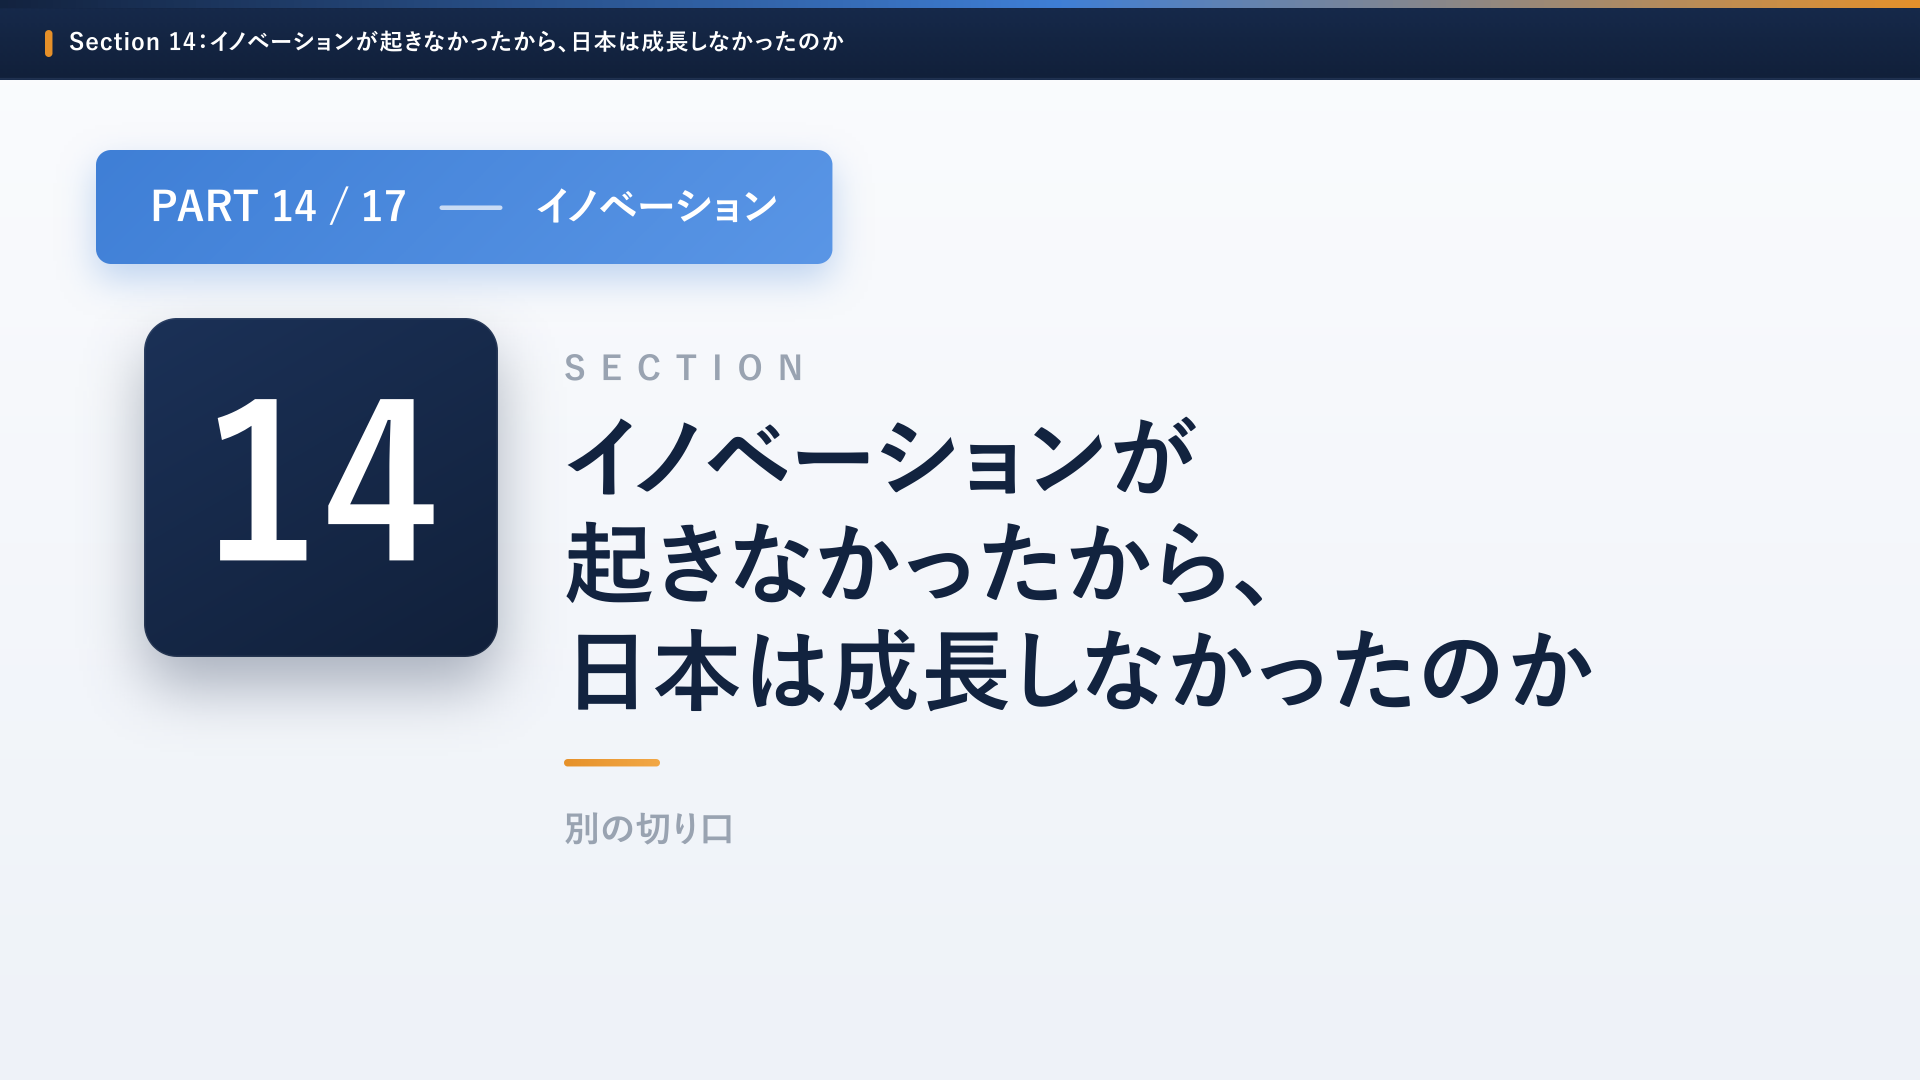 Section 14：イノベーションが起きなかったから、日本は成長しなかったのか
PART 14 / 17 — イノベーション
14
SECTION
イノベーションが
起きなかったから、
日本は成長しなかったのか
別の切り口